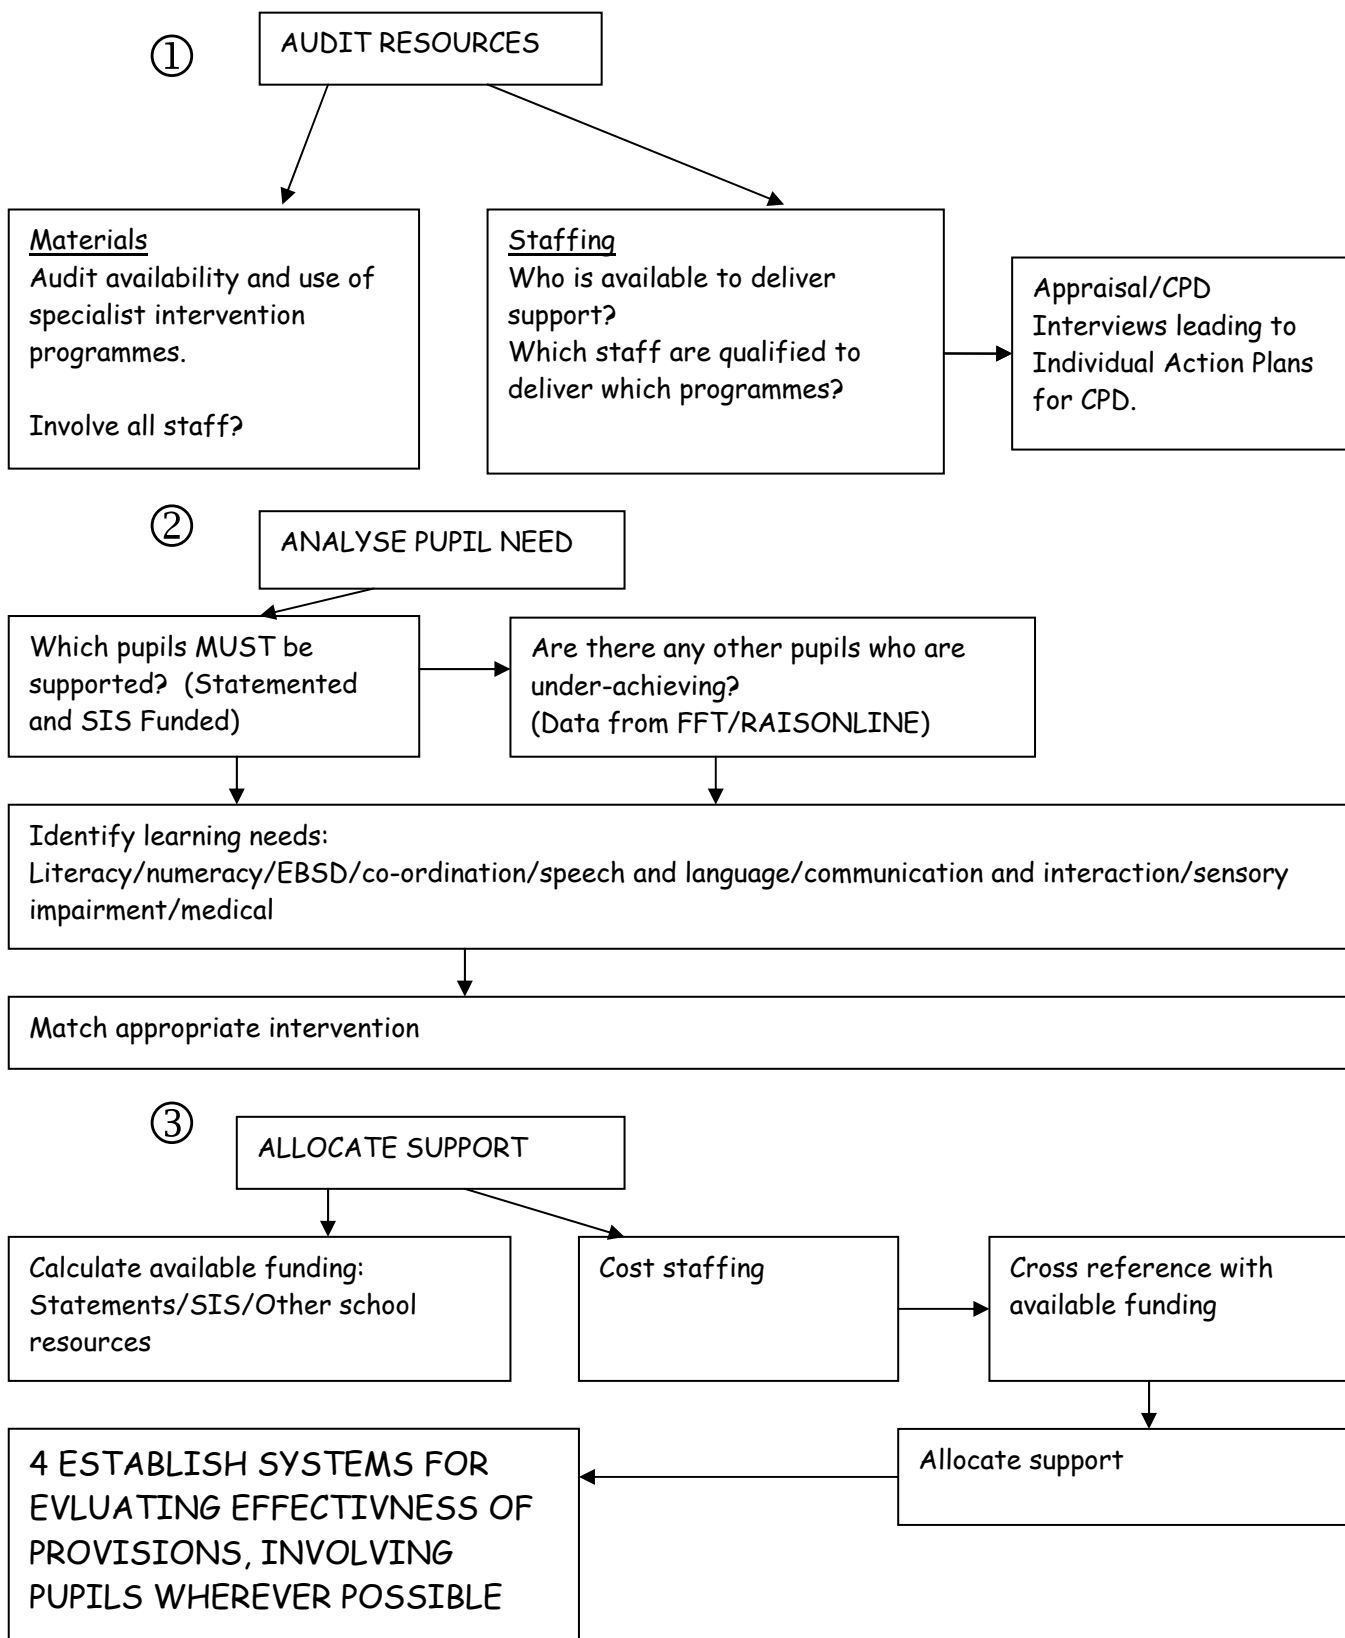 ①
AUDIT RESOURCES
Materials
Audit availability and use of
specialist intervention
programmes.
Involve all staff?
Staffing
Who is available to deliver
support?
Which staff are qualified to
deliver which programmes?
Appraisal/CPD
Interviews leading to
Individual Action Plans
for CPD.
②
ANALYSE PUPIL NEED
Which pupils MUST be
supported? (Statemented
and SIS Funded)
Are there any other pupils who are
under-achieving?
(Data from FFT/RAISONLINE)
Identify learning needs:
Literacy/numeracy/EBSD/co-ordination/speech and language/communication and interaction/sensory
impairment/medical
Match appropriate intervention
③
ALLOCATE SUPPORT
Calculate available funding:
Statements/SIS/Other school
resources
Cost staffing
Cross reference with
available funding
Allocate support
4 ESTABLISH SYSTEMS FOR
EVLUATING EFFECTIVNESS OF
PROVISIONS, INVOLVING
PUPILS WHEREVER POSSIBLE